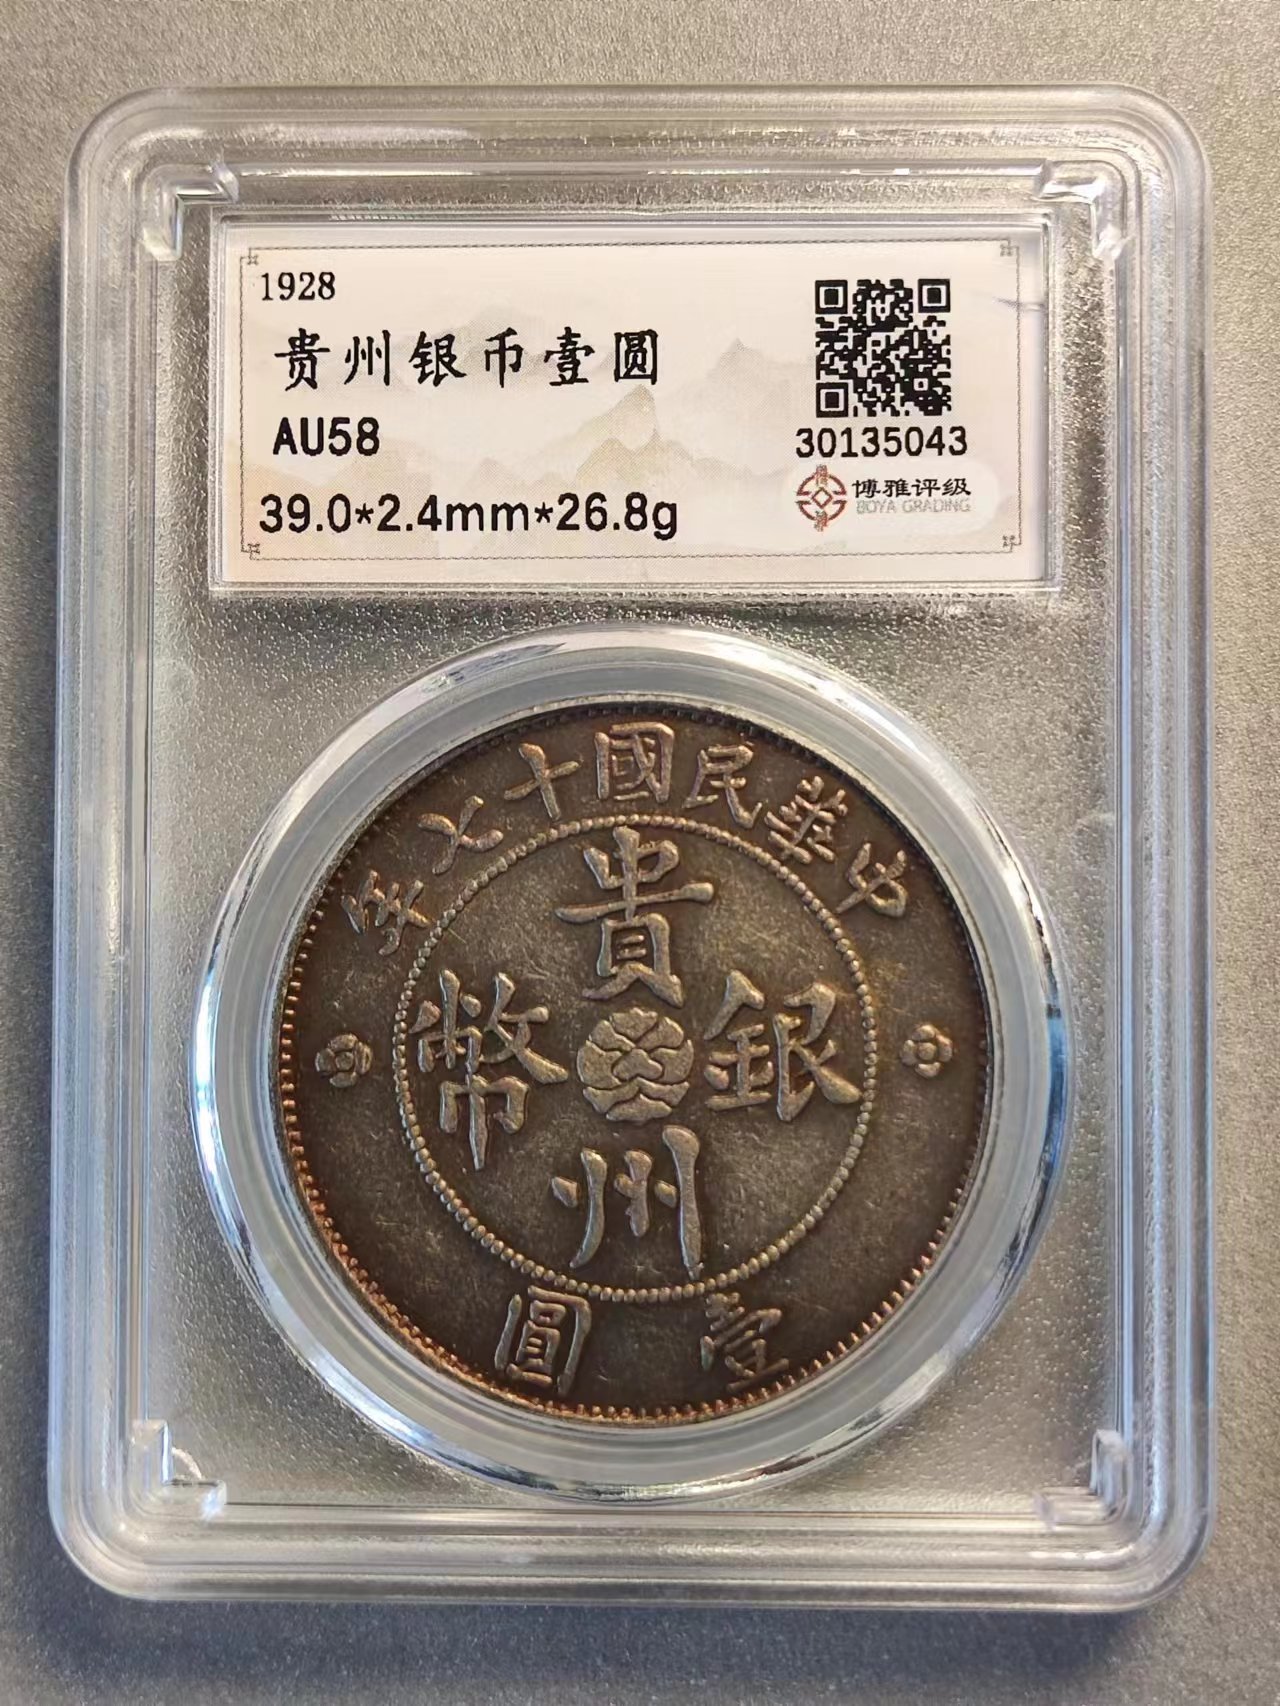 1928
贵州银币壹圆
AU58
39.0*2.4mm*26.8g
30135043
博雅评级
BOYA GRADING
中華民國十七年
貴州
銀幣
壹圓